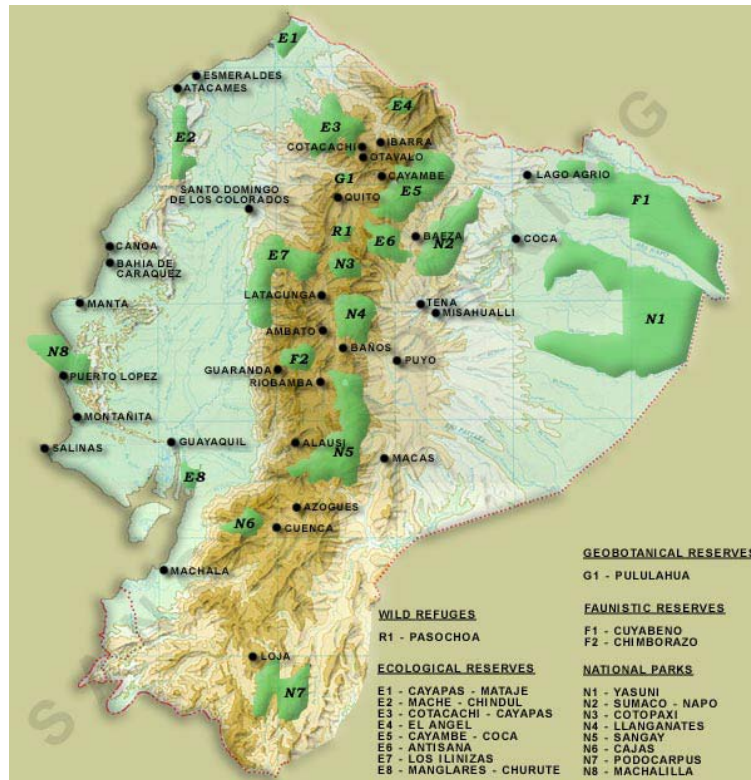 E1
ESMERALDES
ATACAMES
E4
E3
E2
IBARRA
COTACACHI
OTAVALO
G1
CAYAMBE
LAGO AGRIO
SANTO DOMINGO
DE LOS COLORADOS
E5
QUITO
F1
R1
E6
BAEZA
N2
COCA
CANOA
E7
BAHIA DE
CARAQUEZ
N3
LATACUNGA
MANTA
TENA
MISAHUALLI
N4
N1
AMBATO
N8
BAÑOS
F2
GUARANDA
PUYO
PUERTO LOPEZ
RIOBAMBA
MONTAÑITA
SALINAS
GUAYAQUIL
ALAUSI
N5
MACAS
E8
AZOGUES
N6
CUENCA
MACHALA
LOJA
N7
WILD REFUGES
R1 - PASOCHOA
ECOLOGICAL RESERVES
E1 - CAYAPAS - MATAJE
E2 - MACHE - CHINDUL
E3 - COTACACHI - CAYAPAS
E4 - EL ANGEL
E5 - CAYAMBE - COCA
E6 - ANTISANA
E7 - LOS ILINIZAS
E8 - MANGLARES - CHURUTE
GEOBOTANICAL RESERVES
G1 - PULULAHUA
FAUNISTIC RESERVES
F1 - CUYABENO
F2 - CHIMBORAZO
NATIONAL PARKS
N1 - YASUNI
N2 - SUMACO - NAPO
N3 - COTOPAXI
N4 - LLANGANATES
N5 - SANGAY
N6 - CAJAS
N7 - PODOCARPUS
N8 - MACHALILLA